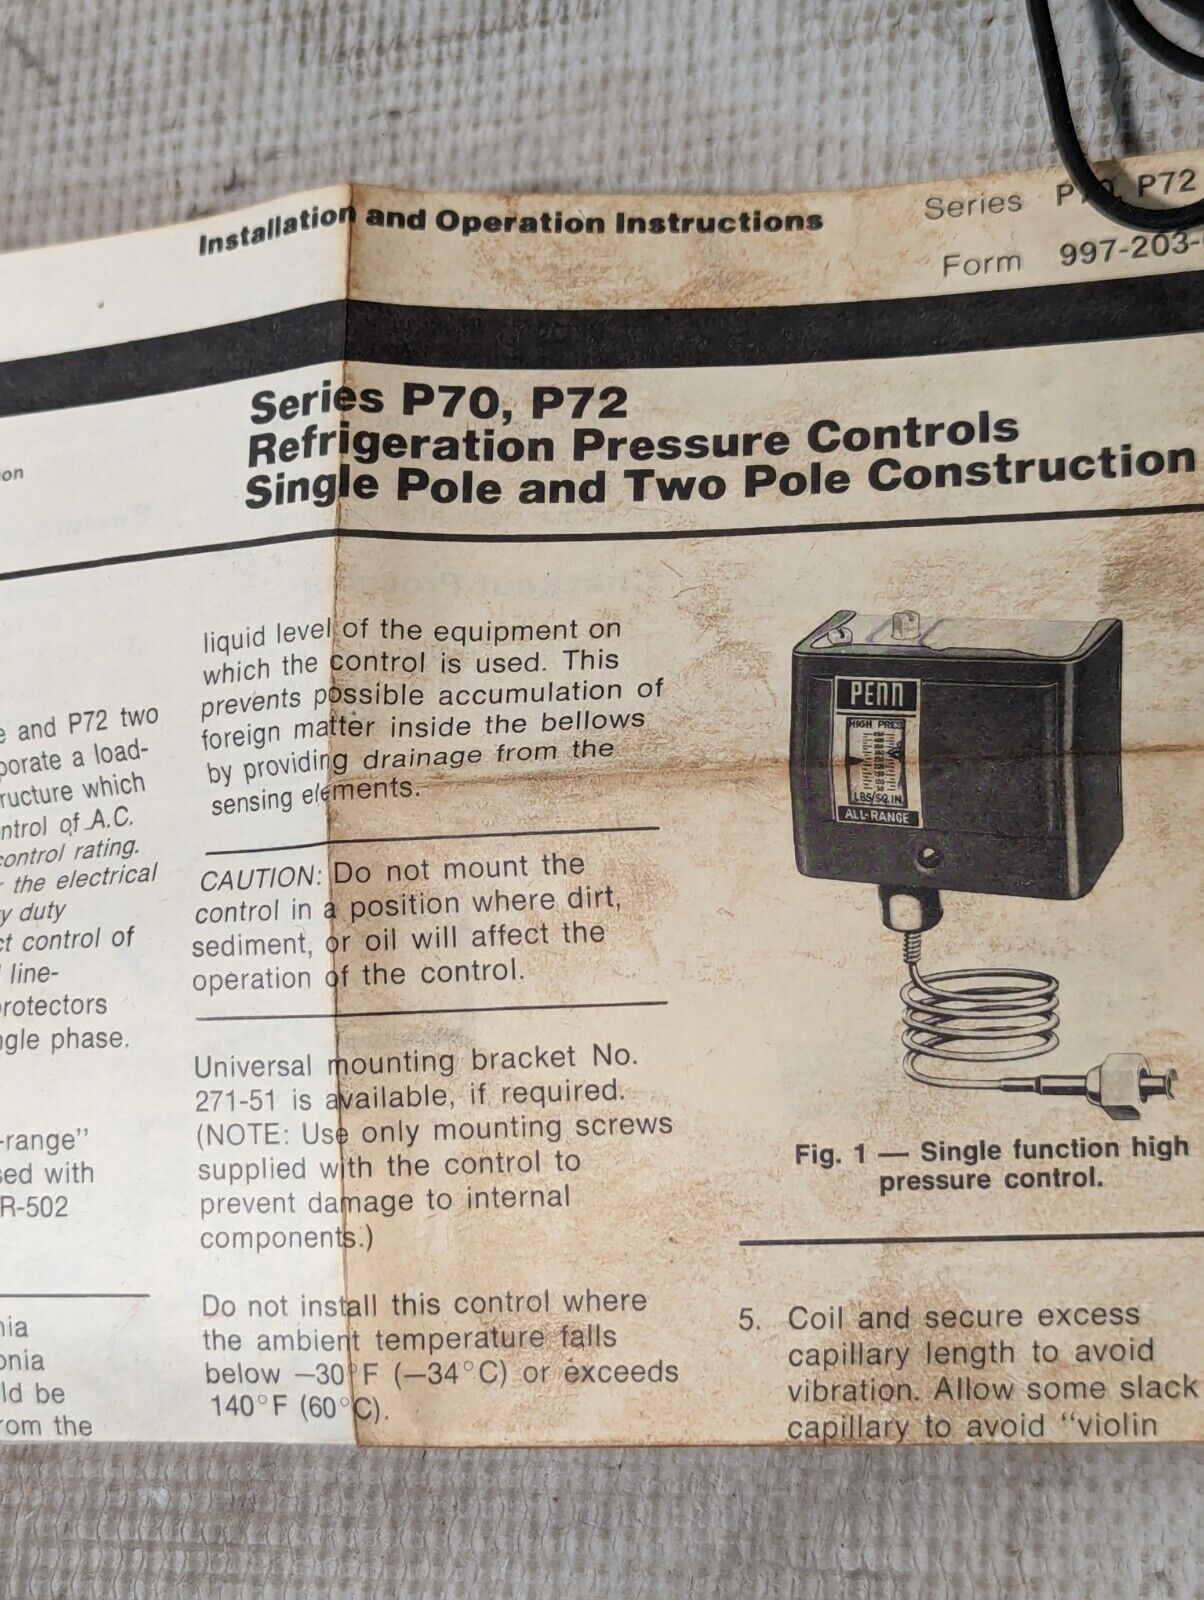 Installation and Operation Instructions
Series P70, P72
Form 997-203-
Series P70, P72
Refrigeration Pressure Controls
Single Pole and Two Pole Construction
on
and P72 two
porate a load-
ructure which
ntrol of A.C.
control rating.
the electrical
y duty
ct control of
line-
rotectors
ngle phase.
-range"
sed with
R-502
nia
onia
ld be
rom the
liquid level of the equipment on
which the control is used. This
prevents possible accumulation of
foreign matter inside the bellows
by providing drainage from the
sensing elements.
CAUTION: Do not mount the
control in a position where dirt,
sediment, or oil will affect the
operation of the control.
Universal mounting bracket No.
271-51 is available, if required.
(NOTE: Use only mounting screws
supplied with the control to
prevent damage to internal
components.)
Do not install this control where
the ambient temperature falls
below –30°F (–34°C) or exceeds
140°F (60°C).
PENN
HIGH PRES
LBS/SQ.IN
ALL-RANGE
Fig. 1 — Single function high
pressure control.
5. Coil and secure excess
capillary length to avoid
vibration. Allow some slack
capillary to avoid "violin